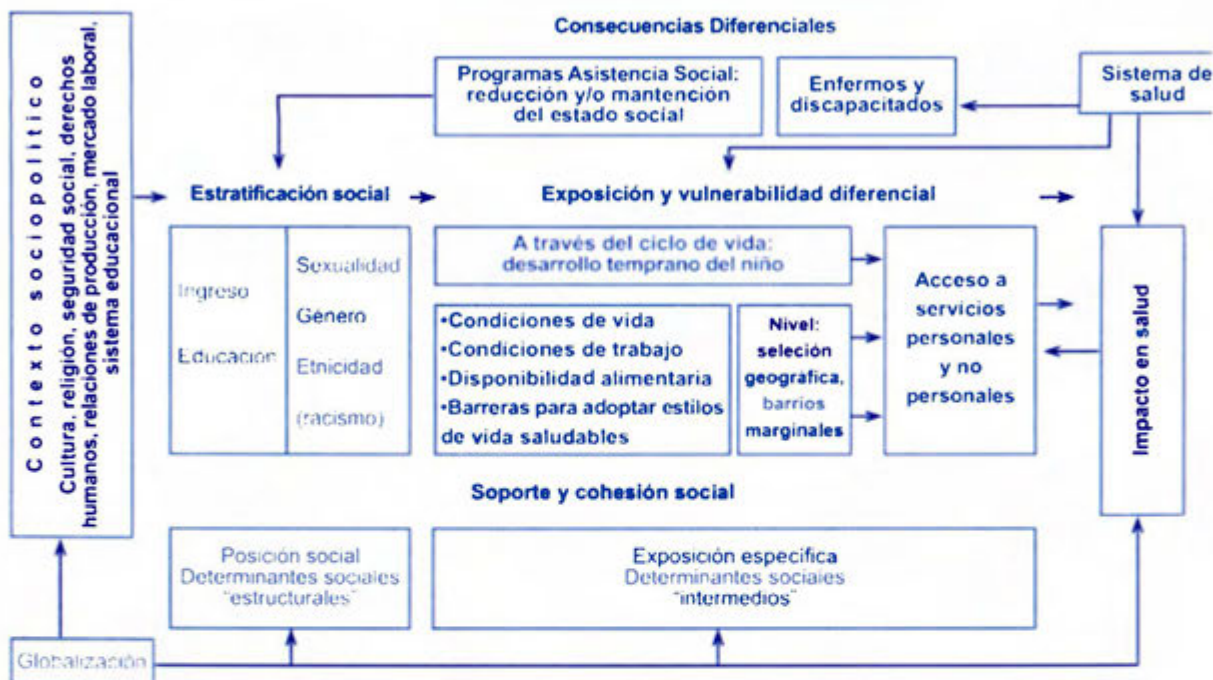 Consecuencias Diferenciales
Programas Asistencia Social:
reducción y/o mantención
del estado social
Enfermos y
discapacitados
Sistema de
salud
Contexto sociopolítico
Cultura, religión, seguridad social, derechos
humanos, relaciones de producción, mercado laboral,
sistema educacional
Estratificación social
Exposición y vulnerabilidad diferencial
Ingreso
Educación
Sexualidad
Género
Etnicidad
(racismo)
A través del ciclo de vida:
desarrollo temprano del niño
•Condiciones de vida
•Condiciones de trabajo
•Disponibilidad alimentaria
•Barreras para adoptar estilos
de vida saludables
Nivel:
seleción
geográfica,
barrios
marginales
Acceso a
servicios
personales
y no
personales
Impacto en salud
Soporte y cohesión social
Posición social
Determinantes sociales
"estructurales"
Exposición específica
Determinantes sociales
"intermedios"
Globalización